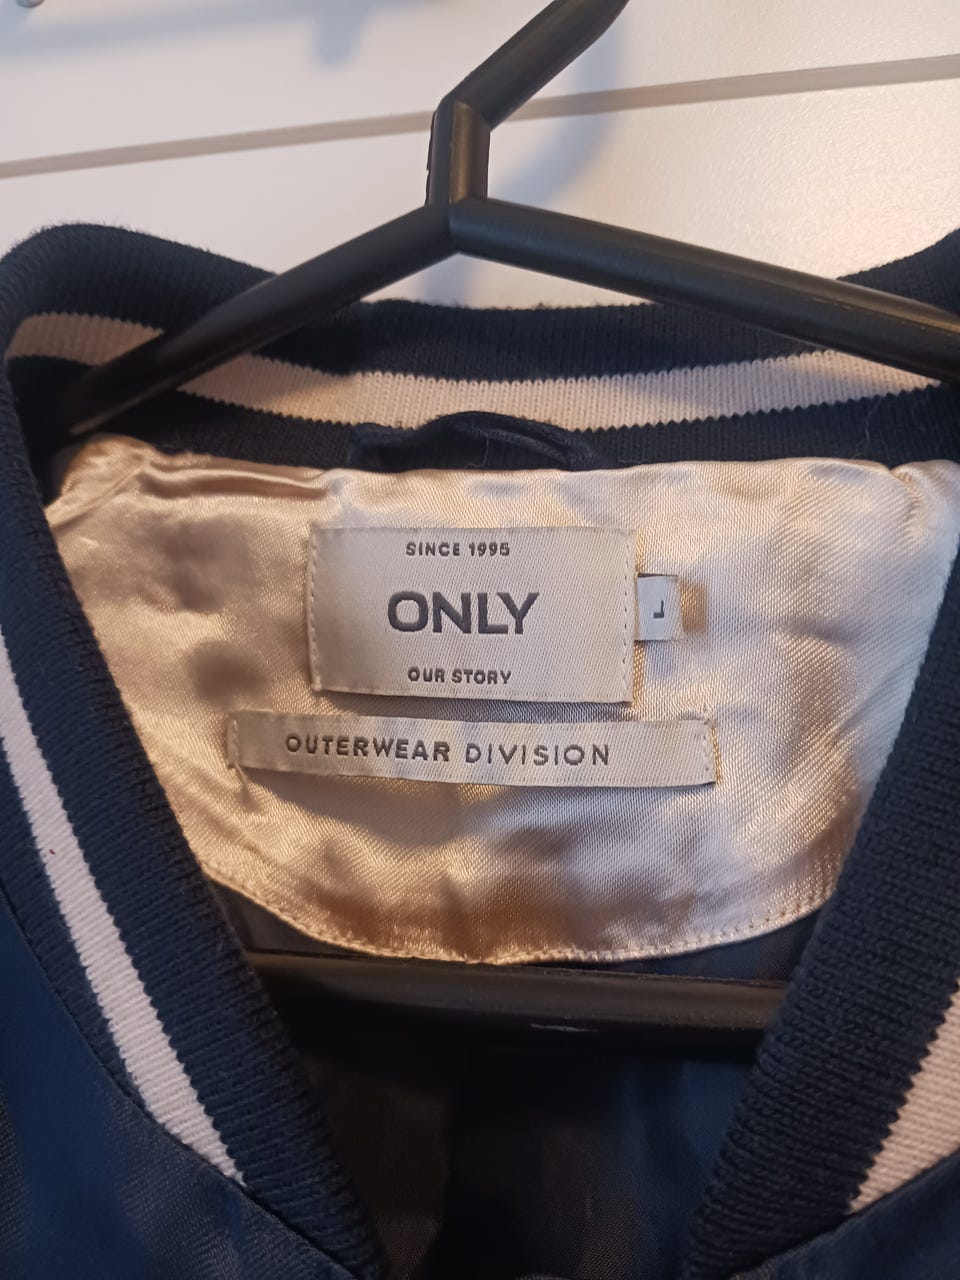 SINCE 1995
ONLY
L
OUR STORY
OUTERWEAR DIVISION